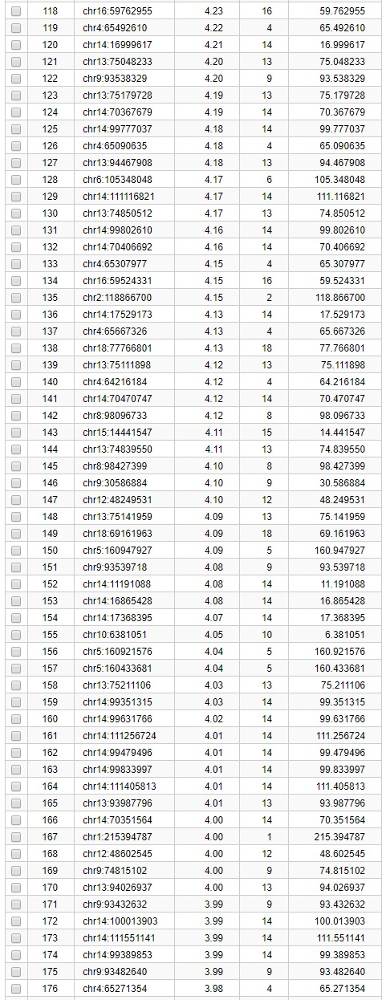 118 chr16:59762955 4.23 16 59.762955
119 chr4:65492610 4.22 4 65.492610
120 chr14:16999617 4.21 14 16.999617
121 chr13:75048233 4.20 13 75.048233
122 chr9:93538329 4.20 9 93.538329
123 chr13:75179728 4.19 13 75.179728
124 chr14:70367679 4.19 14 70.367679
125 chr14:99777037 4.18 14 99.777037
126 chr4:65090635 4.18 4 65.090635
127 chr13:94467908 4.18 13 94.467908
128 chr6:105348048 4.17 6 105.348048
129 chr14:111116821 4.17 14 111.116821
130 chr13:74850512 4.17 13 74.850512
131 chr14:99802610 4.16 14 99.802610
132 chr14:70406692 4.16 14 70.406692
133 chr4:65307977 4.15 4 65.307977
134 chr16:59524331 4.15 16 59.524331
135 chr2:118866700 4.15 2 118.866700
136 chr14:17529173 4.13 14 17.529173
137 chr4:65667326 4.13 4 65.667326
138 chr18:77766801 4.13 18 77.766801
139 chr13:75111898 4.12 13 75.111898
140 chr4:64216184 4.12 4 64.216184
141 chr14:70470747 4.12 14 70.470747
142 chr8:98096733 4.12 8 98.096733
143 chr15:14441547 4.11 15 14.441547
144 chr13:74839550 4.11 13 74.839550
145 chr8:98427399 4.10 8 98.427399
146 chr9:30586884 4.10 9 30.586884
147 chr12:48249531 4.10 12 48.249531
148 chr13:75141959 4.09 13 75.141959
149 chr18:69161963 4.09 18 69.161963
150 chr5:160947927 4.09 5 160.947927
151 chr9:93539718 4.08 9 93.539718
152 chr14:11191088 4.08 14 11.191088
153 chr14:16865428 4.08 14 16.865428
154 chr14:17368395 4.07 14 17.368395
155 chr10:6381051 4.05 10 6.381051
156 chr5:160921576 4.04 5 160.921576
157 chr5:160433681 4.04 5 160.433681
158 chr13:75211106 4.03 13 75.211106
159 chr14:99351315 4.03 14 99.351315
160 chr14:99631766 4.02 14 99.631766
161 chr14:111256724 4.01 14 111.256724
162 chr14:99479496 4.01 14 99.479496
163 chr14:99833997 4.01 14 99.833997
164 chr14:111405813 4.01 14 111.405813
165 chr13:93987796 4.01 13 93.987796
166 chr14:70351564 4.00 14 70.351564
167 chr1:215394787 4.00 1 215.394787
168 chr12:48602545 4.00 12 48.602545
169 chr9:74815102 4.00 9 74.815102
170 chr13:94026937 4.00 13 94.026937
171 chr9:93432632 3.99 9 93.432632
172 chr14:100013903 3.99 14 100.013903
173 chr14:111551141 3.99 14 111.551141
174 chr14:99389853 3.99 14 99.389853
175 chr9:93482640 3.99 9 93.482640
176 chr4:65271354 3.98 4 65.271354